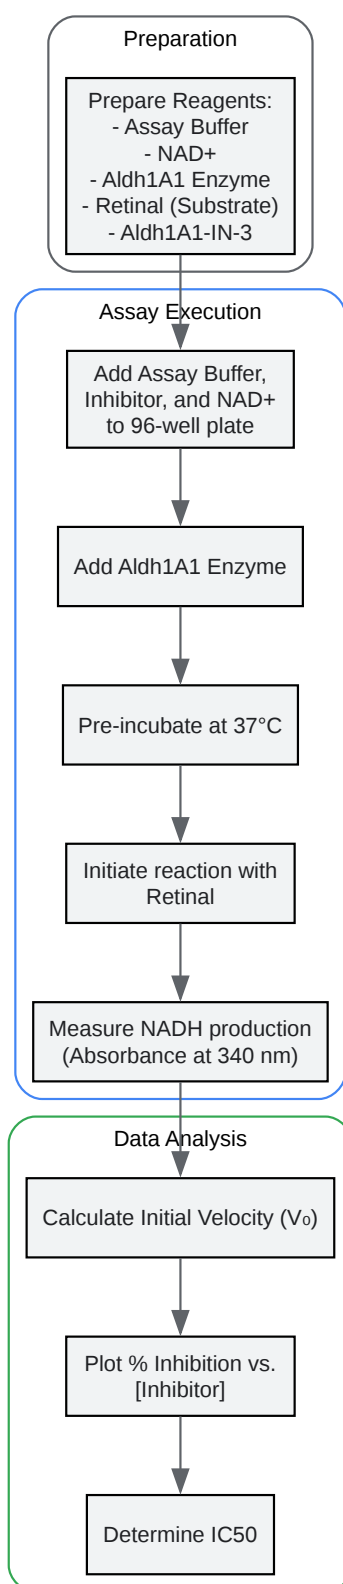 Preparation
Prepare Reagents:
- Assay Buffer
- NAD+
- Aldh1A1 Enzyme
- Retinal (Substrate)
- Aldh1A1-IN-3
Assay Execution
Add Assay Buffer,
Inhibitor, and NAD+
to 96-well plate
Add Aldh1A1 Enzyme
Pre-incubate at 37°C
Initiate reaction with
Retinal
Measure NADH production
(Absorbance at 340 nm)
Data Analysis
Calculate Initial Velocity (V₀)
Plot % Inhibition vs.
[Inhibitor]
Determine IC50